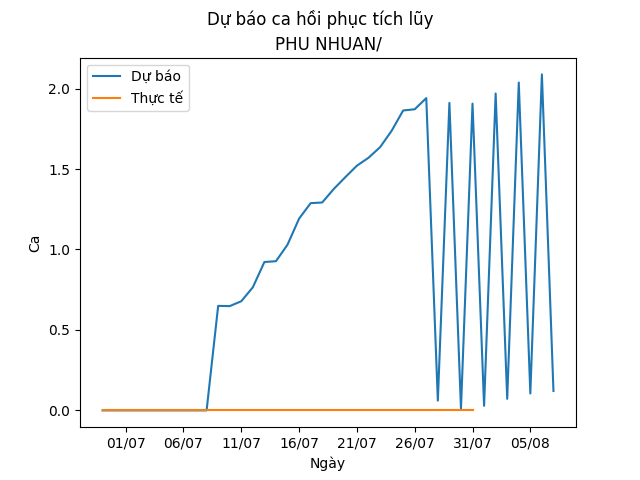 Dự báo ca hồi phục tích lũy
PHU NHUAN/
Dự báo
Thực tế
Ca
2.0
1.5
1.0
0.5
0.0
01/07 06/07 11/07 16/07 21/07 26/07 31/07 05/08
Ngày